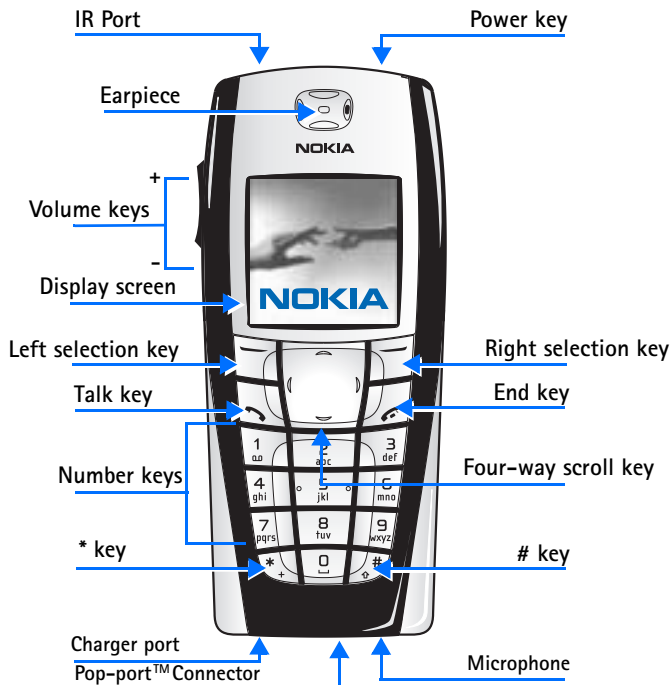 IR Port
Power key
Earpiece
NOKIA
+
Volume keys
-
Display screen
NOKIA
Left selection key
Right selection key
Talk key
End key
Number keys
Four-way scroll key
1
2 abc
3 def
4 ghi
5 jkl
6 mno
7 pqrs
8 tuv
9 wxyz
* +
0
#
* key
# key
Charger port
Microphone
Pop-port™ Connector